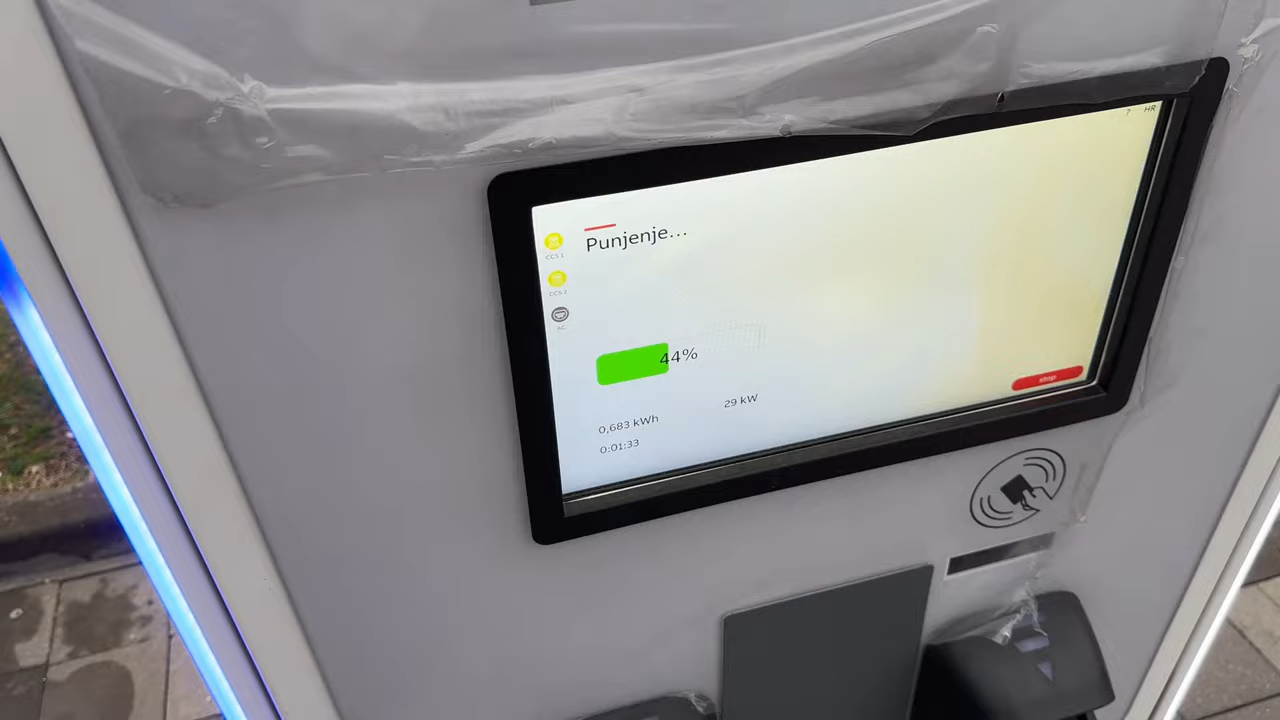 ? HR
Punjenje...
CCS 1
CCS 2
AC
44%
29 kW
0,683 kWh
0:01:33
stop